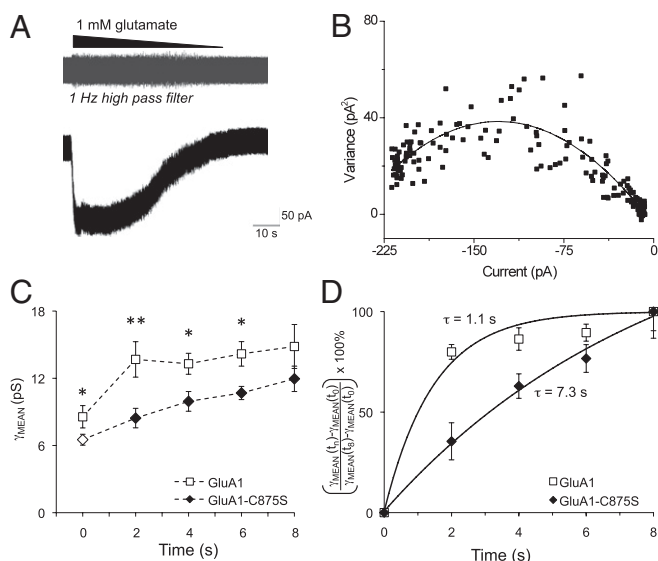 A
1 mM glutamate
1 Hz high pass filter
50 pA
10 s
B
80
40
0
Variance (pA²)
-225
-150
-75
0
Current (pA)
C
18
12
6
0
γMEAN (pS)
*
**
*
*
GluA1
GluA1-C875S
0
2
4
6
8
Time (s)
D
100
50
0
(γMEAN (tn)-γMEAN(t0) / γMEAN (t8)-γMEAN(t0)) x 100%
τ = 1.1 s
τ = 7.3 s
GluA1
GluA1-C875S
0
2
4
6
8
Time (s)